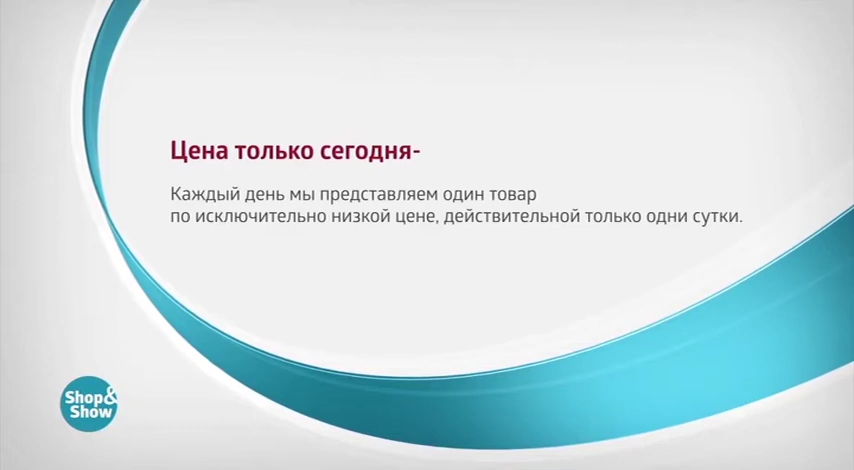 Цена только сегодня-
Каждый день мы представляем один товар
по исключительно низкой цене, действительной только одни сутки.
Shop&
Show